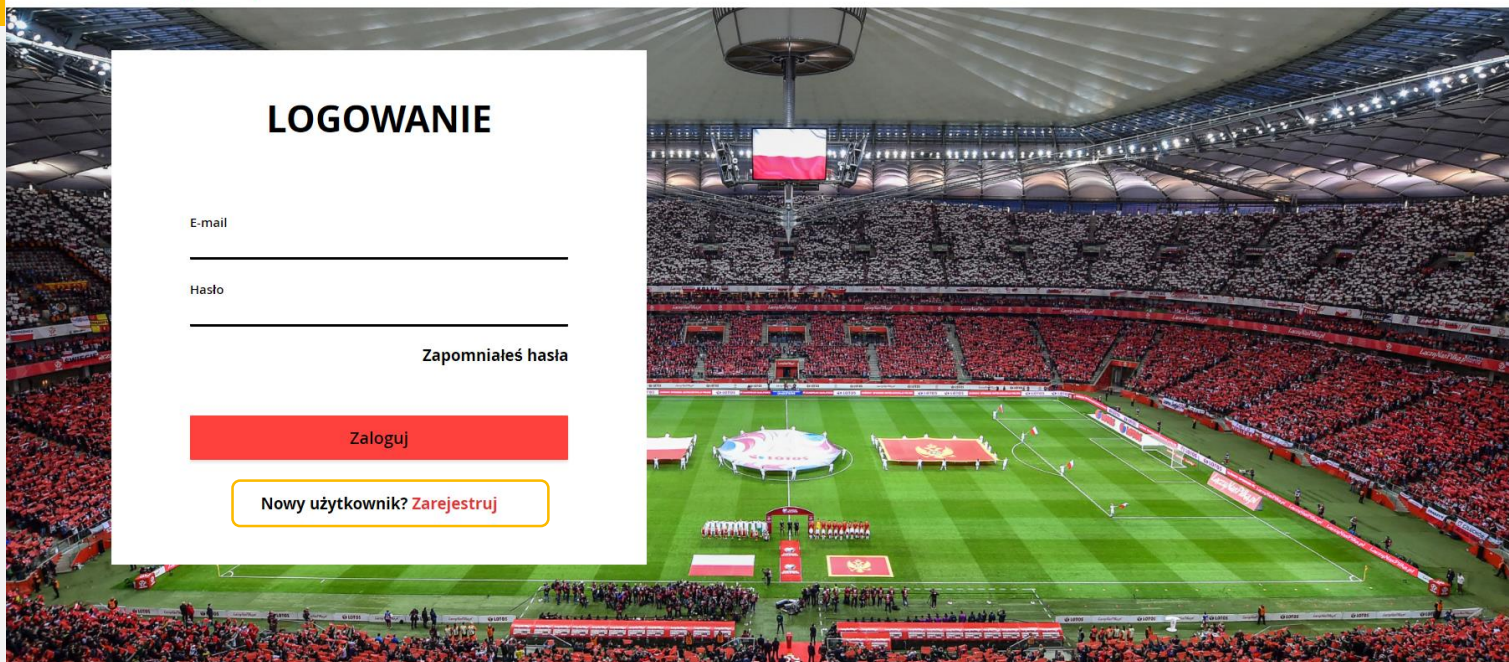 LOGOWANIE
E-mail
Hasło
Zapomniałeś hasła
Zaloguj
Nowy użytkownik? Zarejestruj